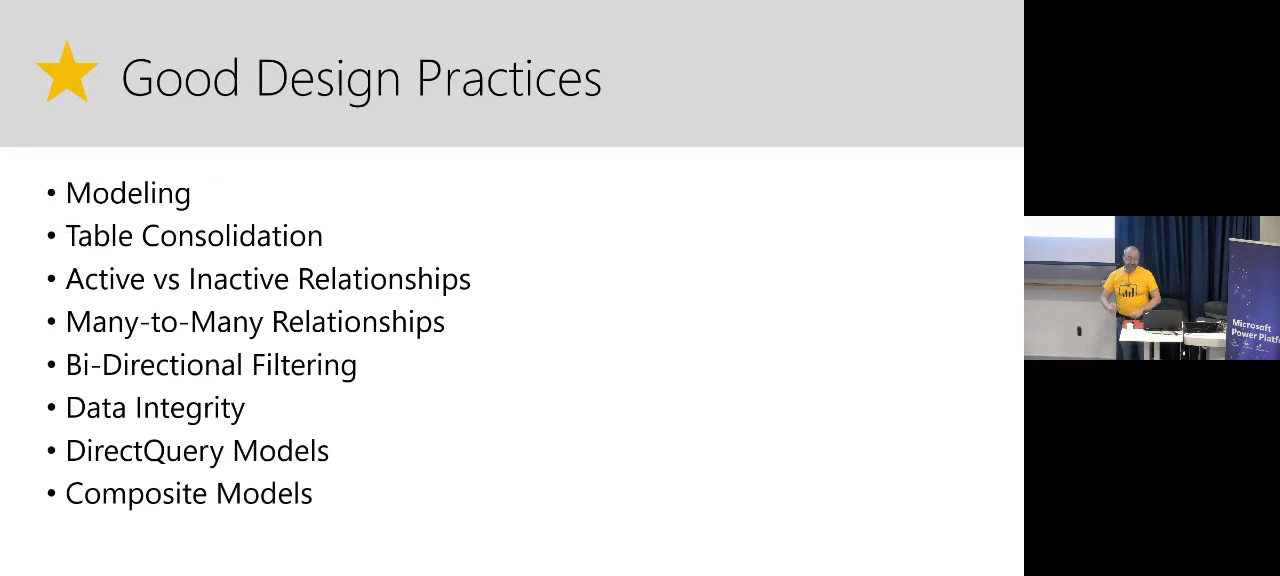 Good Design Practices
• Modeling
• Table Consolidation
• Active vs Inactive Relationships
• Many-to-Many Relationships
• Bi-Directional Filtering
• Data Integrity
• DirectQuery Models
• Composite Models
Microsoft
Power Platf